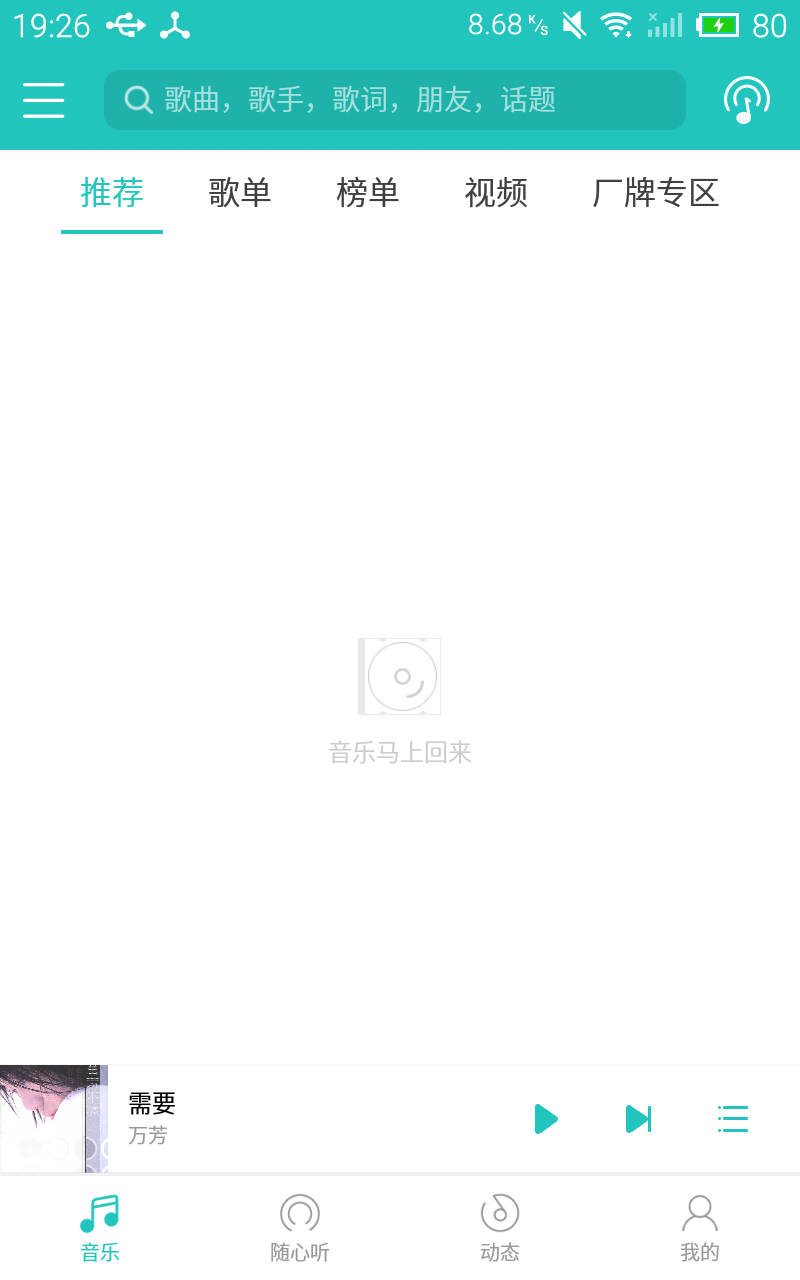 19:26 8.68 K/s 80
歌曲，歌手，歌词，朋友，话题
推荐 歌单 榜单 视频 厂牌专区
音乐马上回来
需要
万芳
音乐 随心听 动态 我的